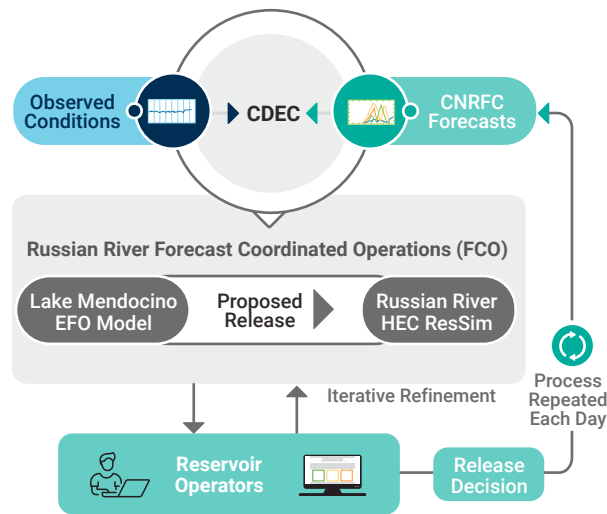 Observed
Conditions
CDEC
CNRFC
Forecasts
Russian River Forecast Coordinated Operations (FCO)
Lake Mendocino
EFO Model
Proposed
Release
Russian River
HEC ResSim
Iterative Refinement
Process
Repeated
Each Day
Reservoir
Operators
Release
Decision